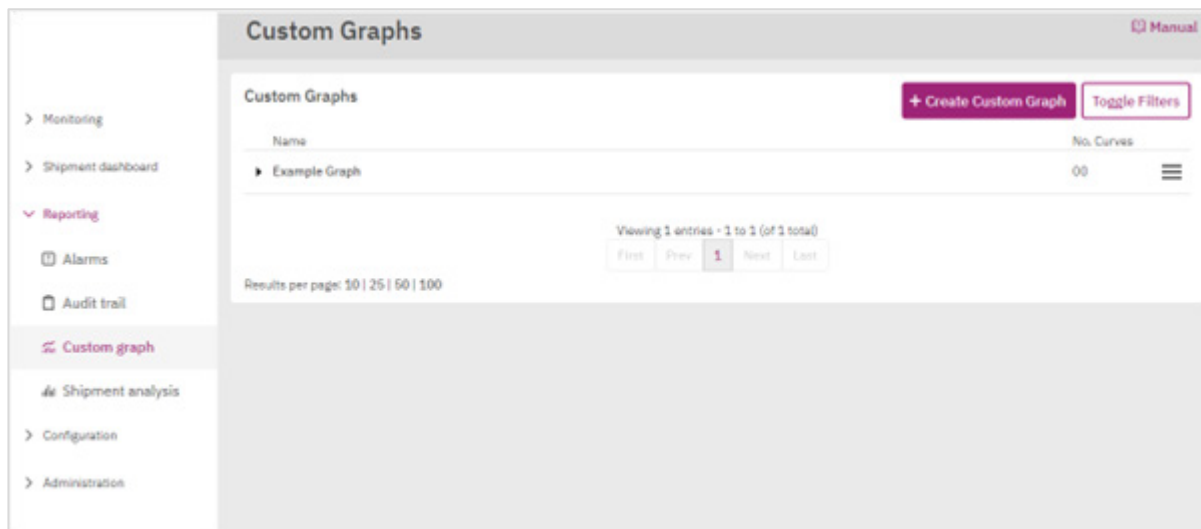 Custom Graphs
Manual
Monitoring
Shipment dashboard
Reporting
Alarms
Audit trail
Custom graph
Shipment analysis
Configuration
Administration
Custom Graphs
+ Create Custom Graph
Toggle Filters
Name
No. Curves
Example Graph
00
Viewing 1 entries - 1 to 1 (of 1 total)
First Prev 1 Next Last
Results per page: 10 | 25 | 50 | 100